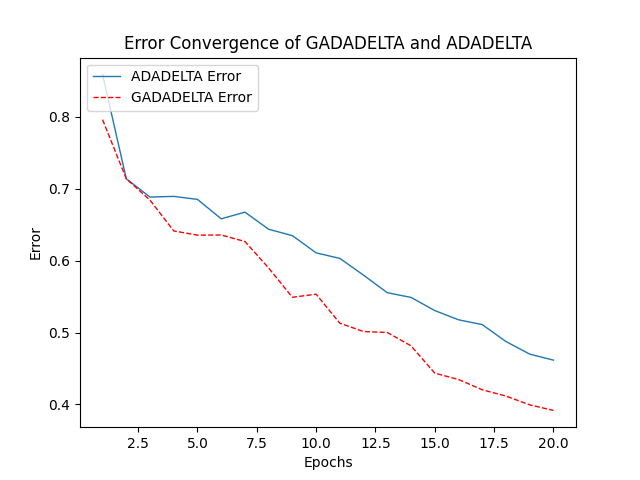 Error Convergence of GADADELTA and ADADELTA
ADADELTA Error
GADADELTA Error
0.8
0.7
0.6
0.5
0.4
Error
2.5 5.0 7.5 10.0 12.5 15.0 17.5 20.0
Epochs